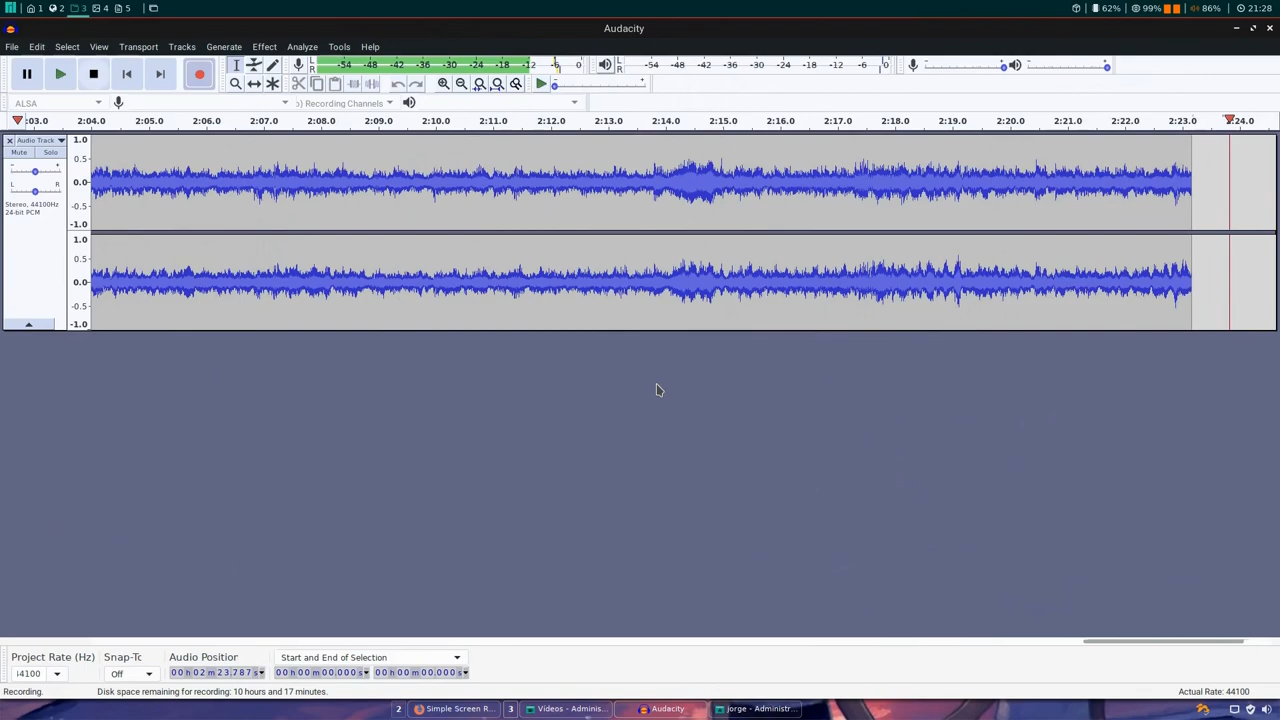 1 2 3 4 5 62% 99% 86% 21:28
Audacity
File Edit Select View Transport Tracks Generate Effect Analyze Tools Help
L R -54 -48 -42 -36 -30 -24 -18 -12 -6 0 L R -54 -48 -42 -36 -30 -24 -18 -12 -6 0 - + - +
- +
ALSA o) Recording Channels
2:03.0 2:04.0 2:05.0 2:06.0 2:07.0 2:08.0 2:09.0 2:10.0 2:11.0 2:12.0 2:13.0 2:14.0 2:15.0 2:16.0 2:17.0 2:18.0 2:19.0 2:20.0 2:21.0 2:22.0 2:23.0 2:24.0
Audio Track 1.0
Mute Solo 0.5
- + 0.0
L R -0.5
Stereo, 44100Hz -1.0
24-bit PCM
1.0
0.5
0.0
-0.5
-1.0
Project Rate (Hz) Snap-Tc Audio Position Start and End of Selection
44100 Off 00 h 02 m 23.787 s 00 h 00 m 00.000 s 00 h 00 m 00.000 s
Recording. Disk space remaining for recording: 10 hours and 17 minutes. Actual Rate: 44100
2 Simple Screen R... 3 Vídeos - Adminis... Audacity jorge - Administr...